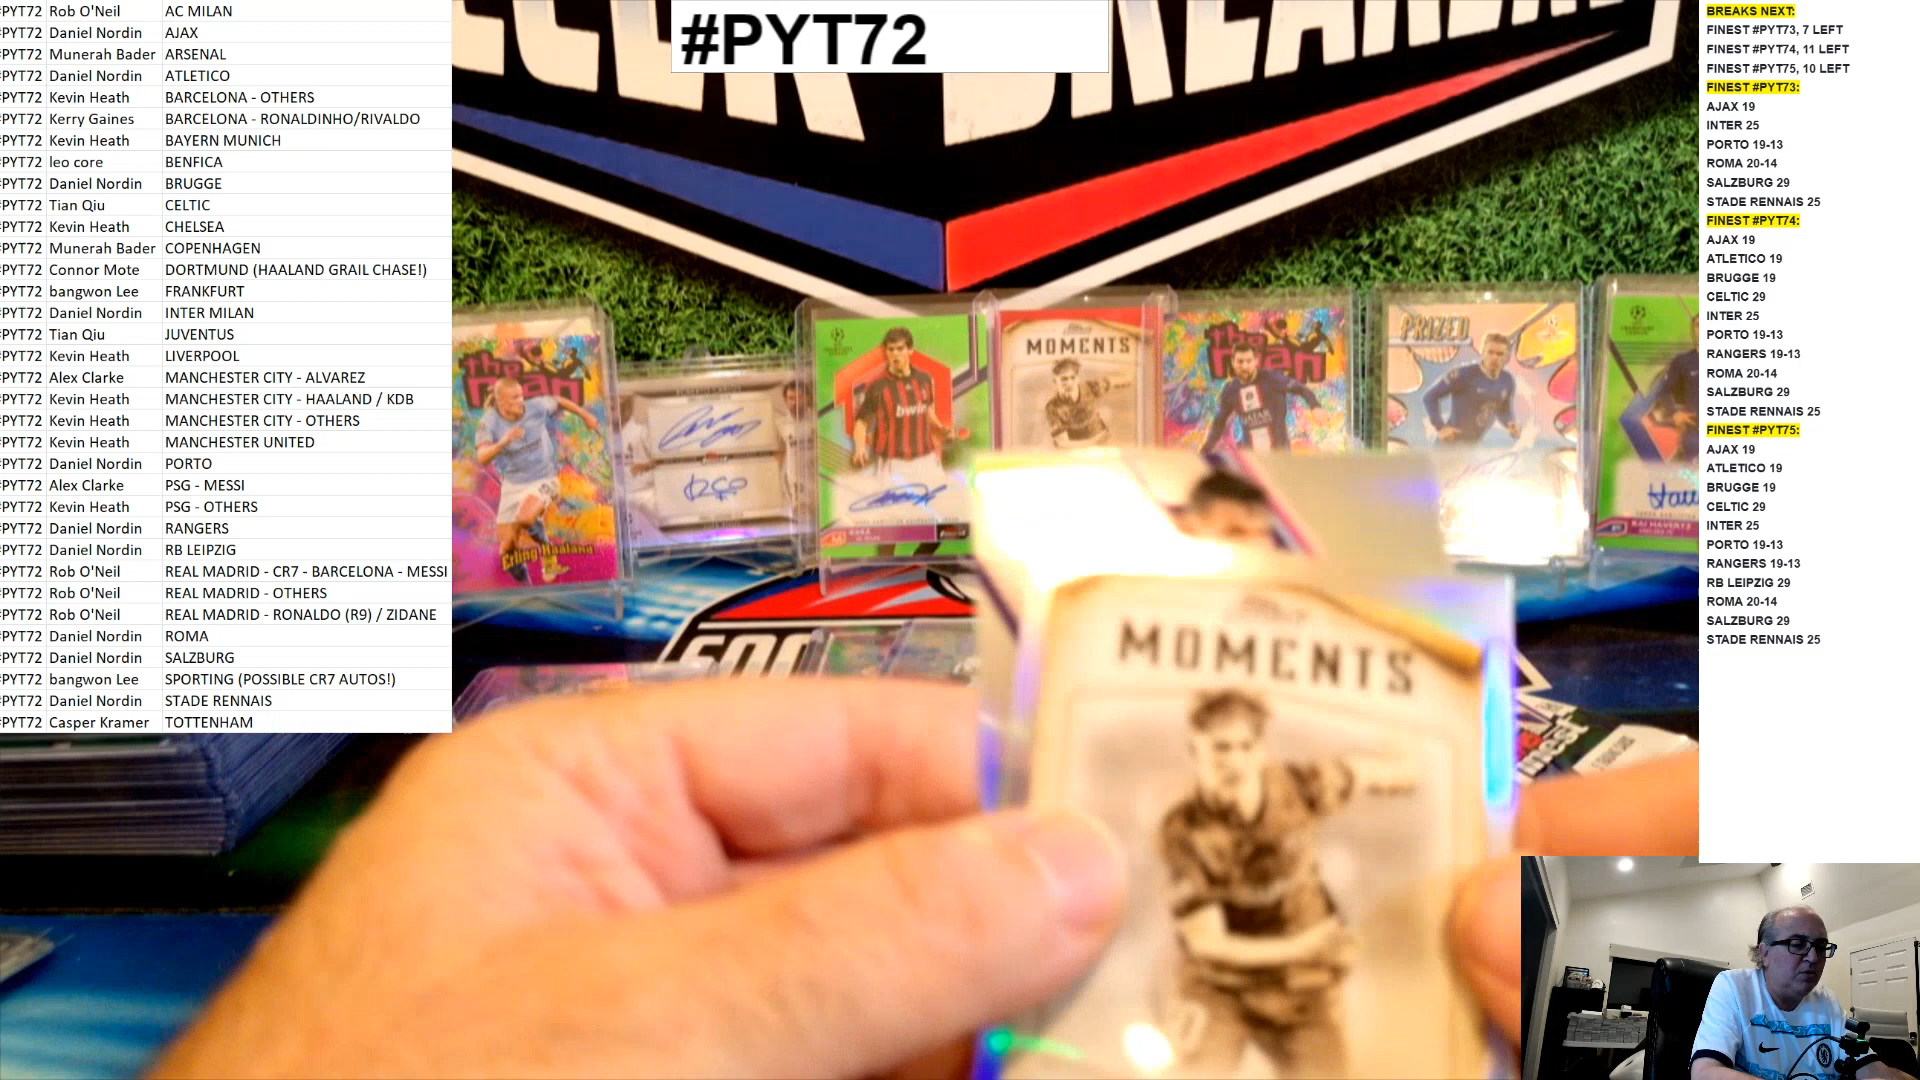 #PYT72 Rob O'Neil AC MILAN
#PYT72 Daniel Nordin AJAX
#PYT72 Munerah Bader ARSENAL
#PYT72 Daniel Nordin ATLETICO
#PYT72 Kevin Heath BARCELONA - OTHERS
#PYT72 Kerry Gaines BARCELONA - RONALDINHO/RIVALDO
#PYT72 Kevin Heath BAYERN MUNICH
#PYT72 leo core BENFICA
#PYT72 Daniel Nordin BRUGGE
#PYT72 Tian Qiu CELTIC
#PYT72 Kevin Heath CHELSEA
#PYT72 Munerah Bader COPENHAGEN
#PYT72 Connor Mote DORTMUND (HAALAND GRAIL CHASE!)
#PYT72 bangwon Lee FRANKFURT
#PYT72 Daniel Nordin INTER MILAN
#PYT72 Tian Qiu JUVENTUS
#PYT72 Kevin Heath LIVERPOOL
#PYT72 Alex Clarke MANCHESTER CITY - ALVAREZ
#PYT72 Kevin Heath MANCHESTER CITY - HAALAND / KDB
#PYT72 Kevin Heath MANCHESTER CITY - OTHERS
#PYT72 Kevin Heath MANCHESTER UNITED
#PYT72 Daniel Nordin PORTO
#PYT72 Alex Clarke PSG - MESSI
#PYT72 Kevin Heath PSG - OTHERS
#PYT72 Daniel Nordin RANGERS
#PYT72 Daniel Nordin RB LEIPZIG
#PYT72 Rob O'Neil REAL MADRID - CR7 - BARCELONA - MESSI
#PYT72 Rob O'Neil REAL MADRID - OTHERS
#PYT72 Rob O'Neil REAL MADRID - RONALDO (R9) / ZIDANE
#PYT72 Daniel Nordin ROMA
#PYT72 Daniel Nordin SALZBURG
#PYT72 bangwon Lee SPORTING (POSSIBLE CR7 AUTOS!)
#PYT72 Daniel Nordin STADE RENNAIS
#PYT72 Casper Kramer TOTTENHAM
#PYT72
the man
Erling Haaland
bwin
MOMENTS
the man
PRIZED
KAI HAVERTZ
MOMENTS
BREAKS NEXT:
FINEST #PYT73, 7 LEFT
FINEST #PYT74, 11 LEFT
FINEST #PYT75, 10 LEFT
FINEST #PYT73:
AJAX 19
INTER 25
PORTO 19-13
ROMA 20-14
SALZBURG 29
STADE RENNAIS 25
FINEST #PYT74:
AJAX 19
ATLETICO 19
BRUGGE 19
CELTIC 29
INTER 25
PORTO 19-13
RANGERS 19-13
ROMA 20-14
SALZBURG 29
STADE RENNAIS 25
FINEST #PYT75:
AJAX 19
ATLETICO 19
BRUGGE 19
CELTIC 29
INTER 25
PORTO 19-13
RANGERS 19-13
RB LEIPZIG 29
ROMA 20-14
SALZBURG 29
STADE RENNAIS 25